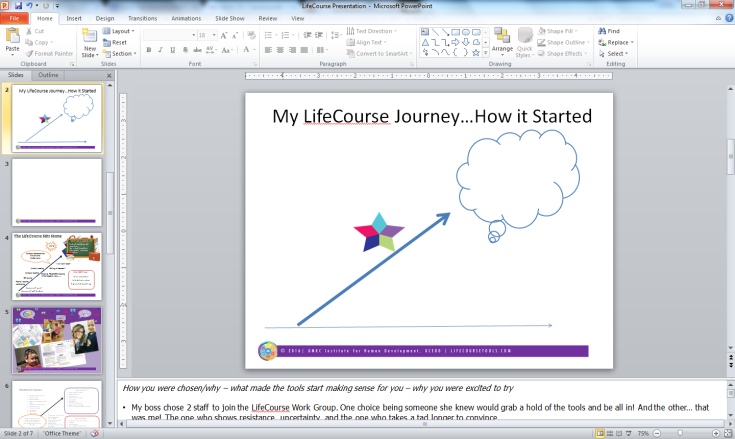 LifeCourse Presentation - Microsoft PowerPoint
File Home Insert Design Transitions Animations Slide Show Review View
Paste
Cut
Copy
Format Painter
Clipboard
New
Slide
Layout
Reset
Section
Slides
18
B I U S abc AV Aa A
Font
Text Direction
Align Text
Convert to SmartArt
Paragraph
Arrange
Quick
Styles
Shape Fill
Shape Outline
Shape Effects
Drawing
Find
Replace
Select
Editing
Slides Outline
2
My LifeCourse Journey...How it Started
3
4
The LifeCourse Bits Home
5
6
My LifeCourse Journey...How it Started
© 2016| UMKC Institute for Human Development, UCEDD | LIFECOURSETOOLS.COM
How you were chosen/why – what made the tools start making sense for you – why you were excited to try
• My boss chose 2 staff to join the LifeCourse Work Group. One choice being someone she knew would grab a hold of the tools and be all in! And the other... that
was me! The one who shows resistance, uncertainty, and the one who takes a tad longer to convince
Slide 2 of 7 "Office Theme" 75%